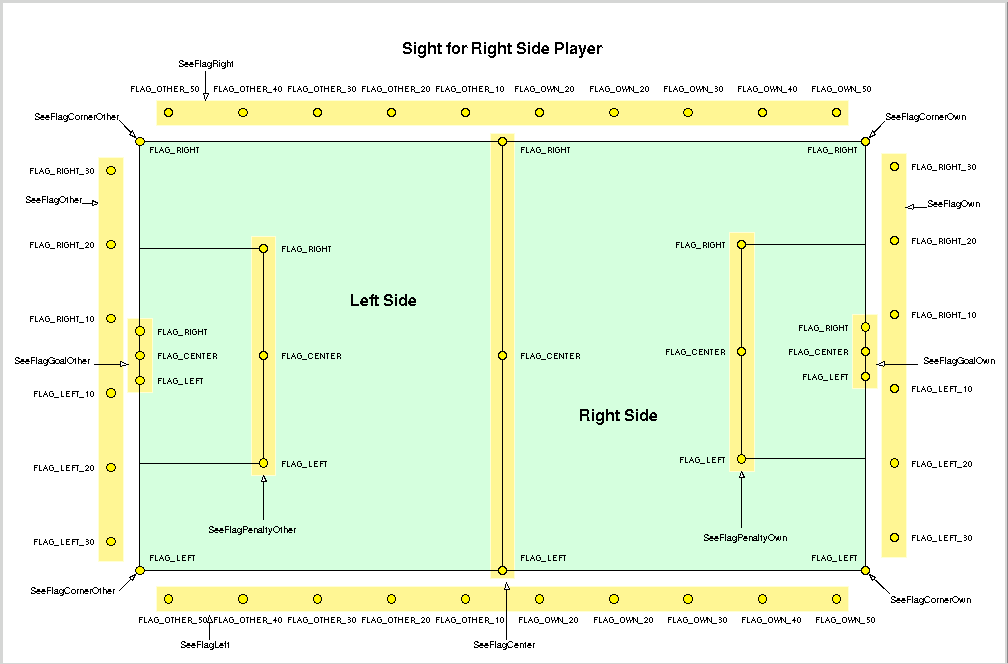 Sight for Right Side Player
SeeFlagRight
FLAG_OTHER_50 FLAG_OTHER_40 FLAG_OTHER_30 FLAG_OTHER_20 FLAG_OTHER_10 FLAG_OWN_20 FLAG_OWN_20 FLAG_OWN_30 FLAG_OWN_40 FLAG_OWN_50
SeeFlagCornerOther SeeFlagCornerOwn
FLAG_RIGHT FLAG_RIGHT FLAG_RIGHT
FLAG_RIGHT_30 FLAG_RIGHT_30
SeeFlagOther SeeFlagOwn
FLAG_RIGHT_20 FLAG_RIGHT FLAG_RIGHT FLAG_RIGHT_20
Left Side
FLAG_RIGHT_10 FLAG_RIGHT_10
FLAG_RIGHT FLAG_RIGHT
FLAG_CENTER FLAG_CENTER FLAG_CENTER FLAG_CENTER FLAG_CENTER
SeeFlagGoalOther SeeFlagGoalOwn
FLAG_LEFT FLAG_LEFT
FLAG_LEFT_10 FLAG_LEFT_10
Right Side
FLAG_LEFT_20 FLAG_LEFT FLAG_LEFT FLAG_LEFT_20
SeeFlagPenaltyOther SeeFlagPenaltyOwn
FLAG_LEFT_30 FLAG_LEFT_30
FLAG_LEFT FLAG_LEFT FLAG_LEFT
SeeFlagCornerOther SeeFlagCornerOwn
FLAG_OTHER_50 FLAG_OTHER_40 FLAG_OTHER_30 FLAG_OTHER_20 FLAG_OTHER_10 FLAG_OWN_20 FLAG_OWN_20 FLAG_OWN_30 FLAG_OWN_40 FLAG_OWN_50
SeeFlagLeft SeeFlagCenter